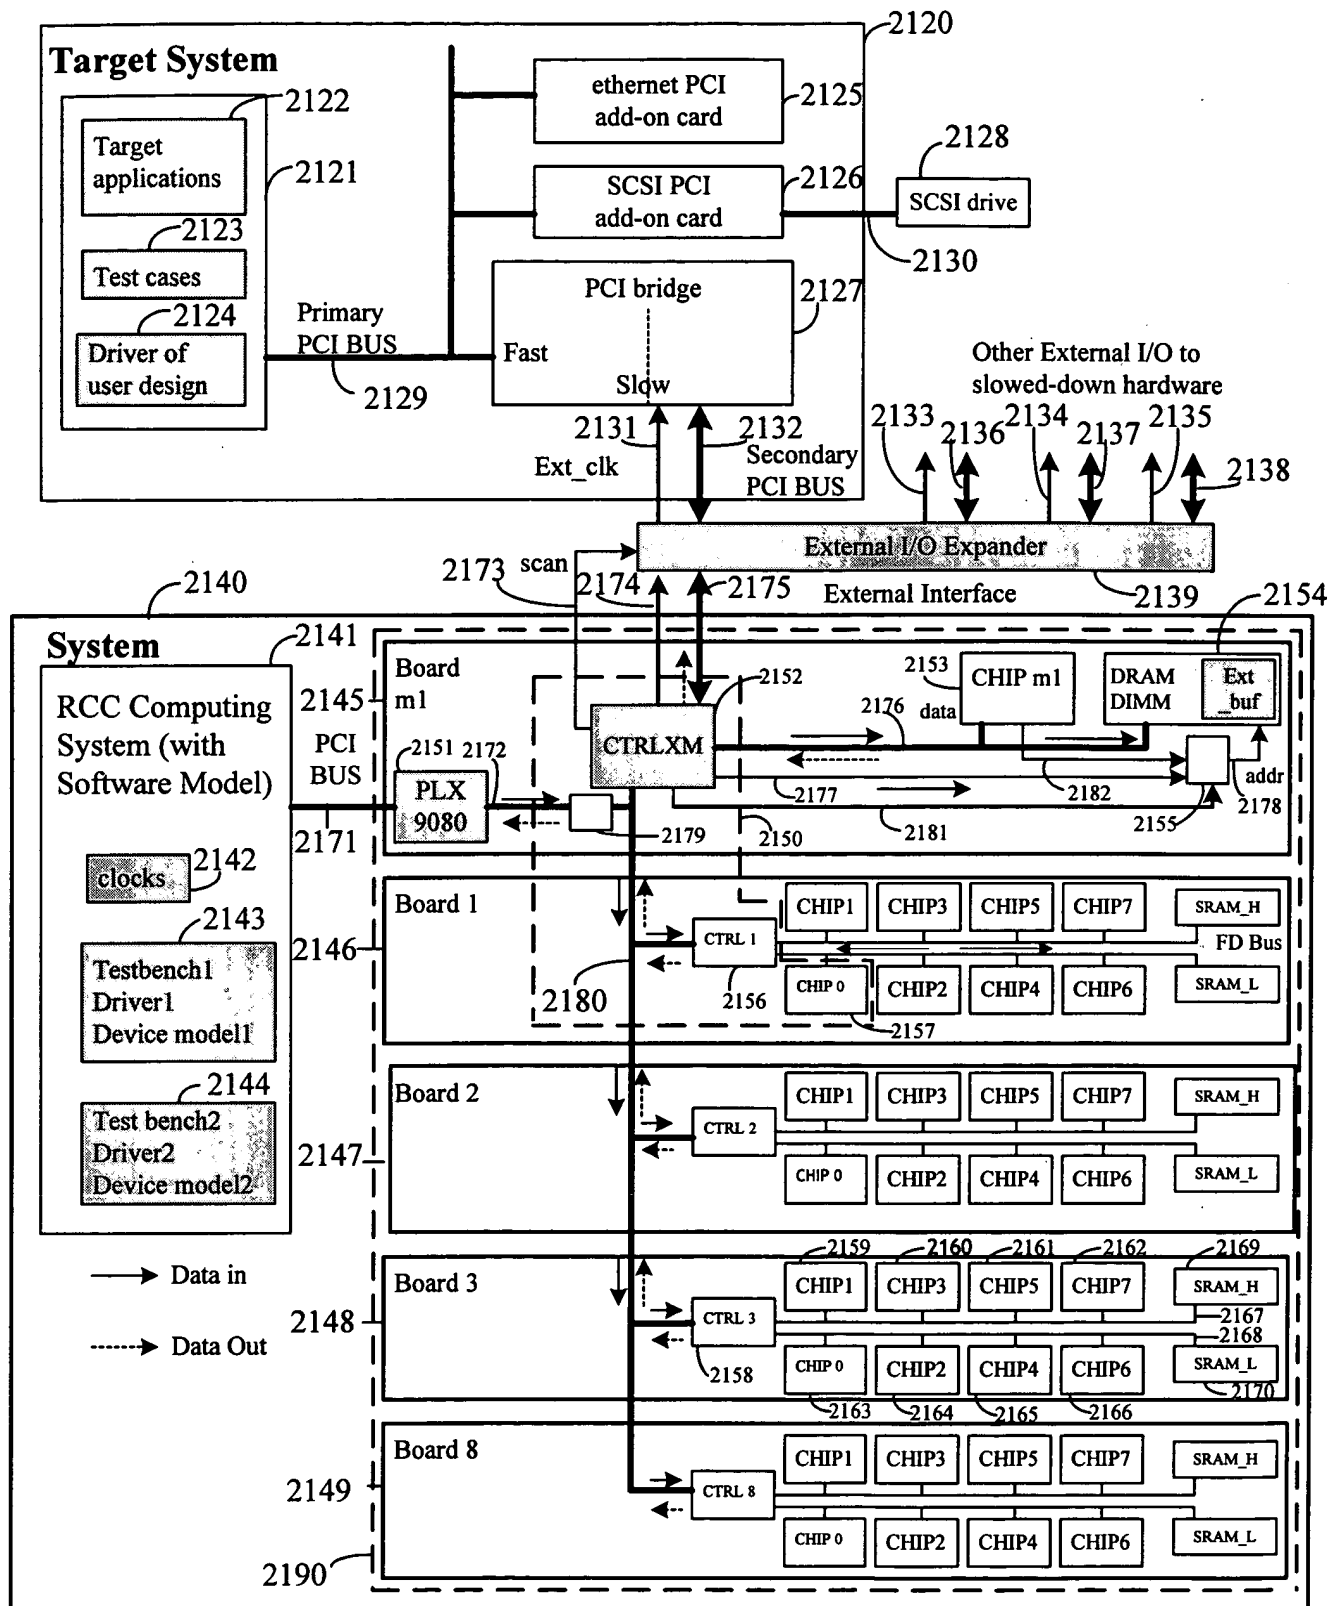 2120
Target System
2122
Target
applications
2121
2123
Test cases
2124
Driver of
user design
ethernet PCI
add-on card
2125
SCSI PCI
add-on card
2126
2128
SCSI drive
2130
PCI bridge
2127
Fast
Slow
Primary
PCI BUS
2129
2131
Ext_clk
2132
Secondary
PCI BUS
Other External I/O to
slowed-down hardware
2133
2136
2134
2137
2135
2138
External I/O Expander
2139
External Interface
2173
scan
2174
2175
2140
System
2141
RCC Computing
System (with
Software Model)
2142
clocks
2143
Testbench1
Driver1
Device model1
2144
Test bench2
Driver2
Device model2
Data in
Data Out
PCI
BUS
2171
2145
Board
m1
2151
PLX
9080
2172
2179
CTRLXM
2152
2150
2176
data
2153
CHIP m1
DRAM
DIMM
2154
Ext
_buf
2177
2182
2181
2155
2178
addr
2146
Board 1
2180
CTRL 1
2156
CHIP1
CHIP3
CHIP5
CHIP7
SRAM_H
FD Bus
CHIP 0
CHIP2
CHIP4
CHIP6
SRAM_L
2157
2147
Board 2
CTRL 2
CHIP1
CHIP3
CHIP5
CHIP7
SRAM_H
CHIP 0
CHIP2
CHIP4
CHIP6
SRAM_L
2148
Board 3
CTRL 3
2158
2159
2160
2161
2162
2169
CHIP1
CHIP3
CHIP5
CHIP7
SRAM_H
2167
2168
CHIP 0
CHIP2
CHIP4
CHIP6
SRAM_L
2170
2163
2164
2165
2166
2149
Board 8
CTRL 8
CHIP1
CHIP3
CHIP5
CHIP7
SRAM_H
CHIP 0
CHIP2
CHIP4
CHIP6
SRAM_L
2190